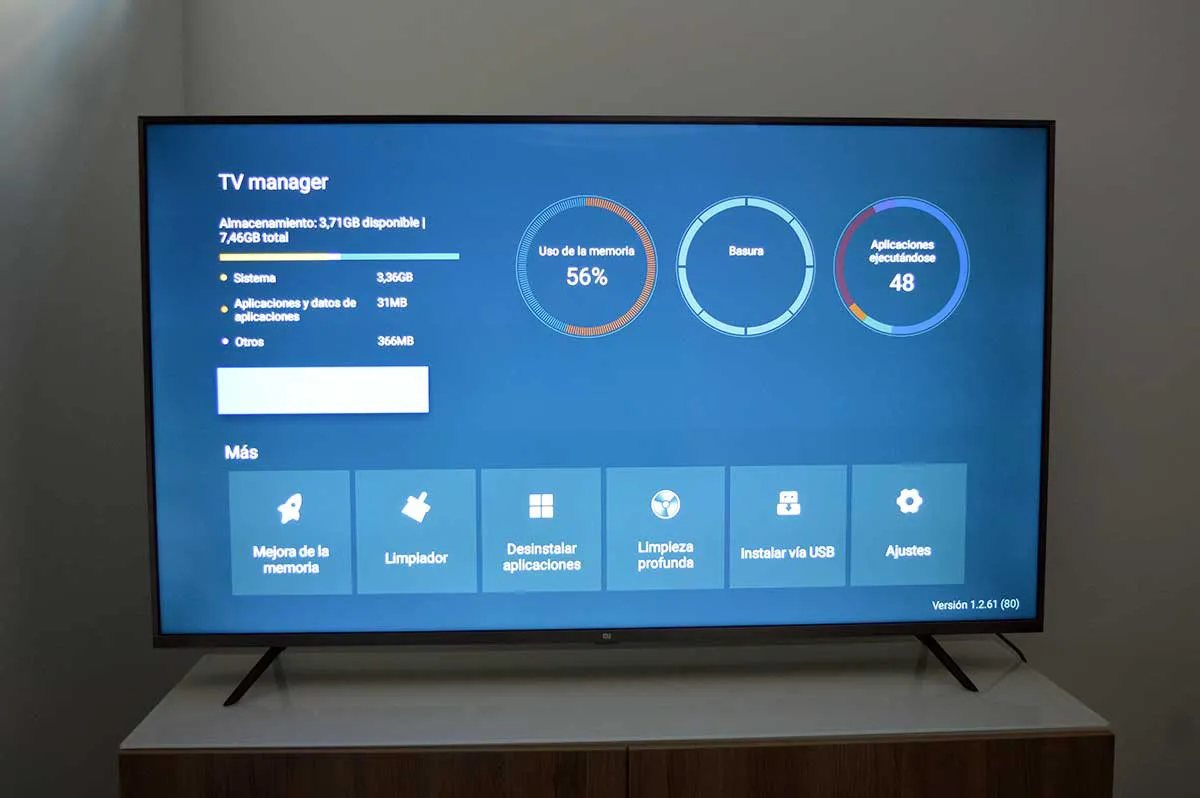 TV manager
Almacenamiento: 3,71GB disponible |
7,46GB total
Sistema 3,36GB
Aplicaciones y datos de 31MB
aplicaciones
Otros 366MB
Uso de la memoria
56%
Basura
Aplicaciones
ejecutándose
48
Más
Mejora de la
memoria
Limpiador
Desinstalar
aplicaciones
Limpieza
profunda
Instalar vía USB
Ajustes
Versión 1.2.61 (80)
mi